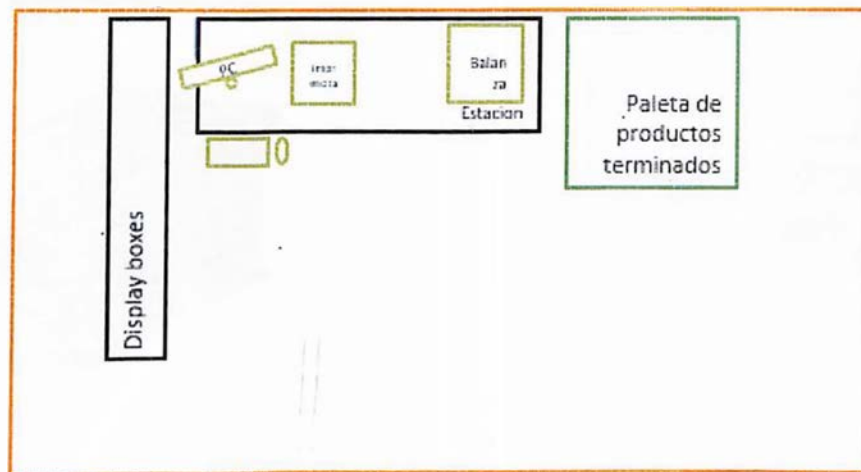 Display boxes
PC
Balan
za
Estacion
Paleta de
productos
terminados